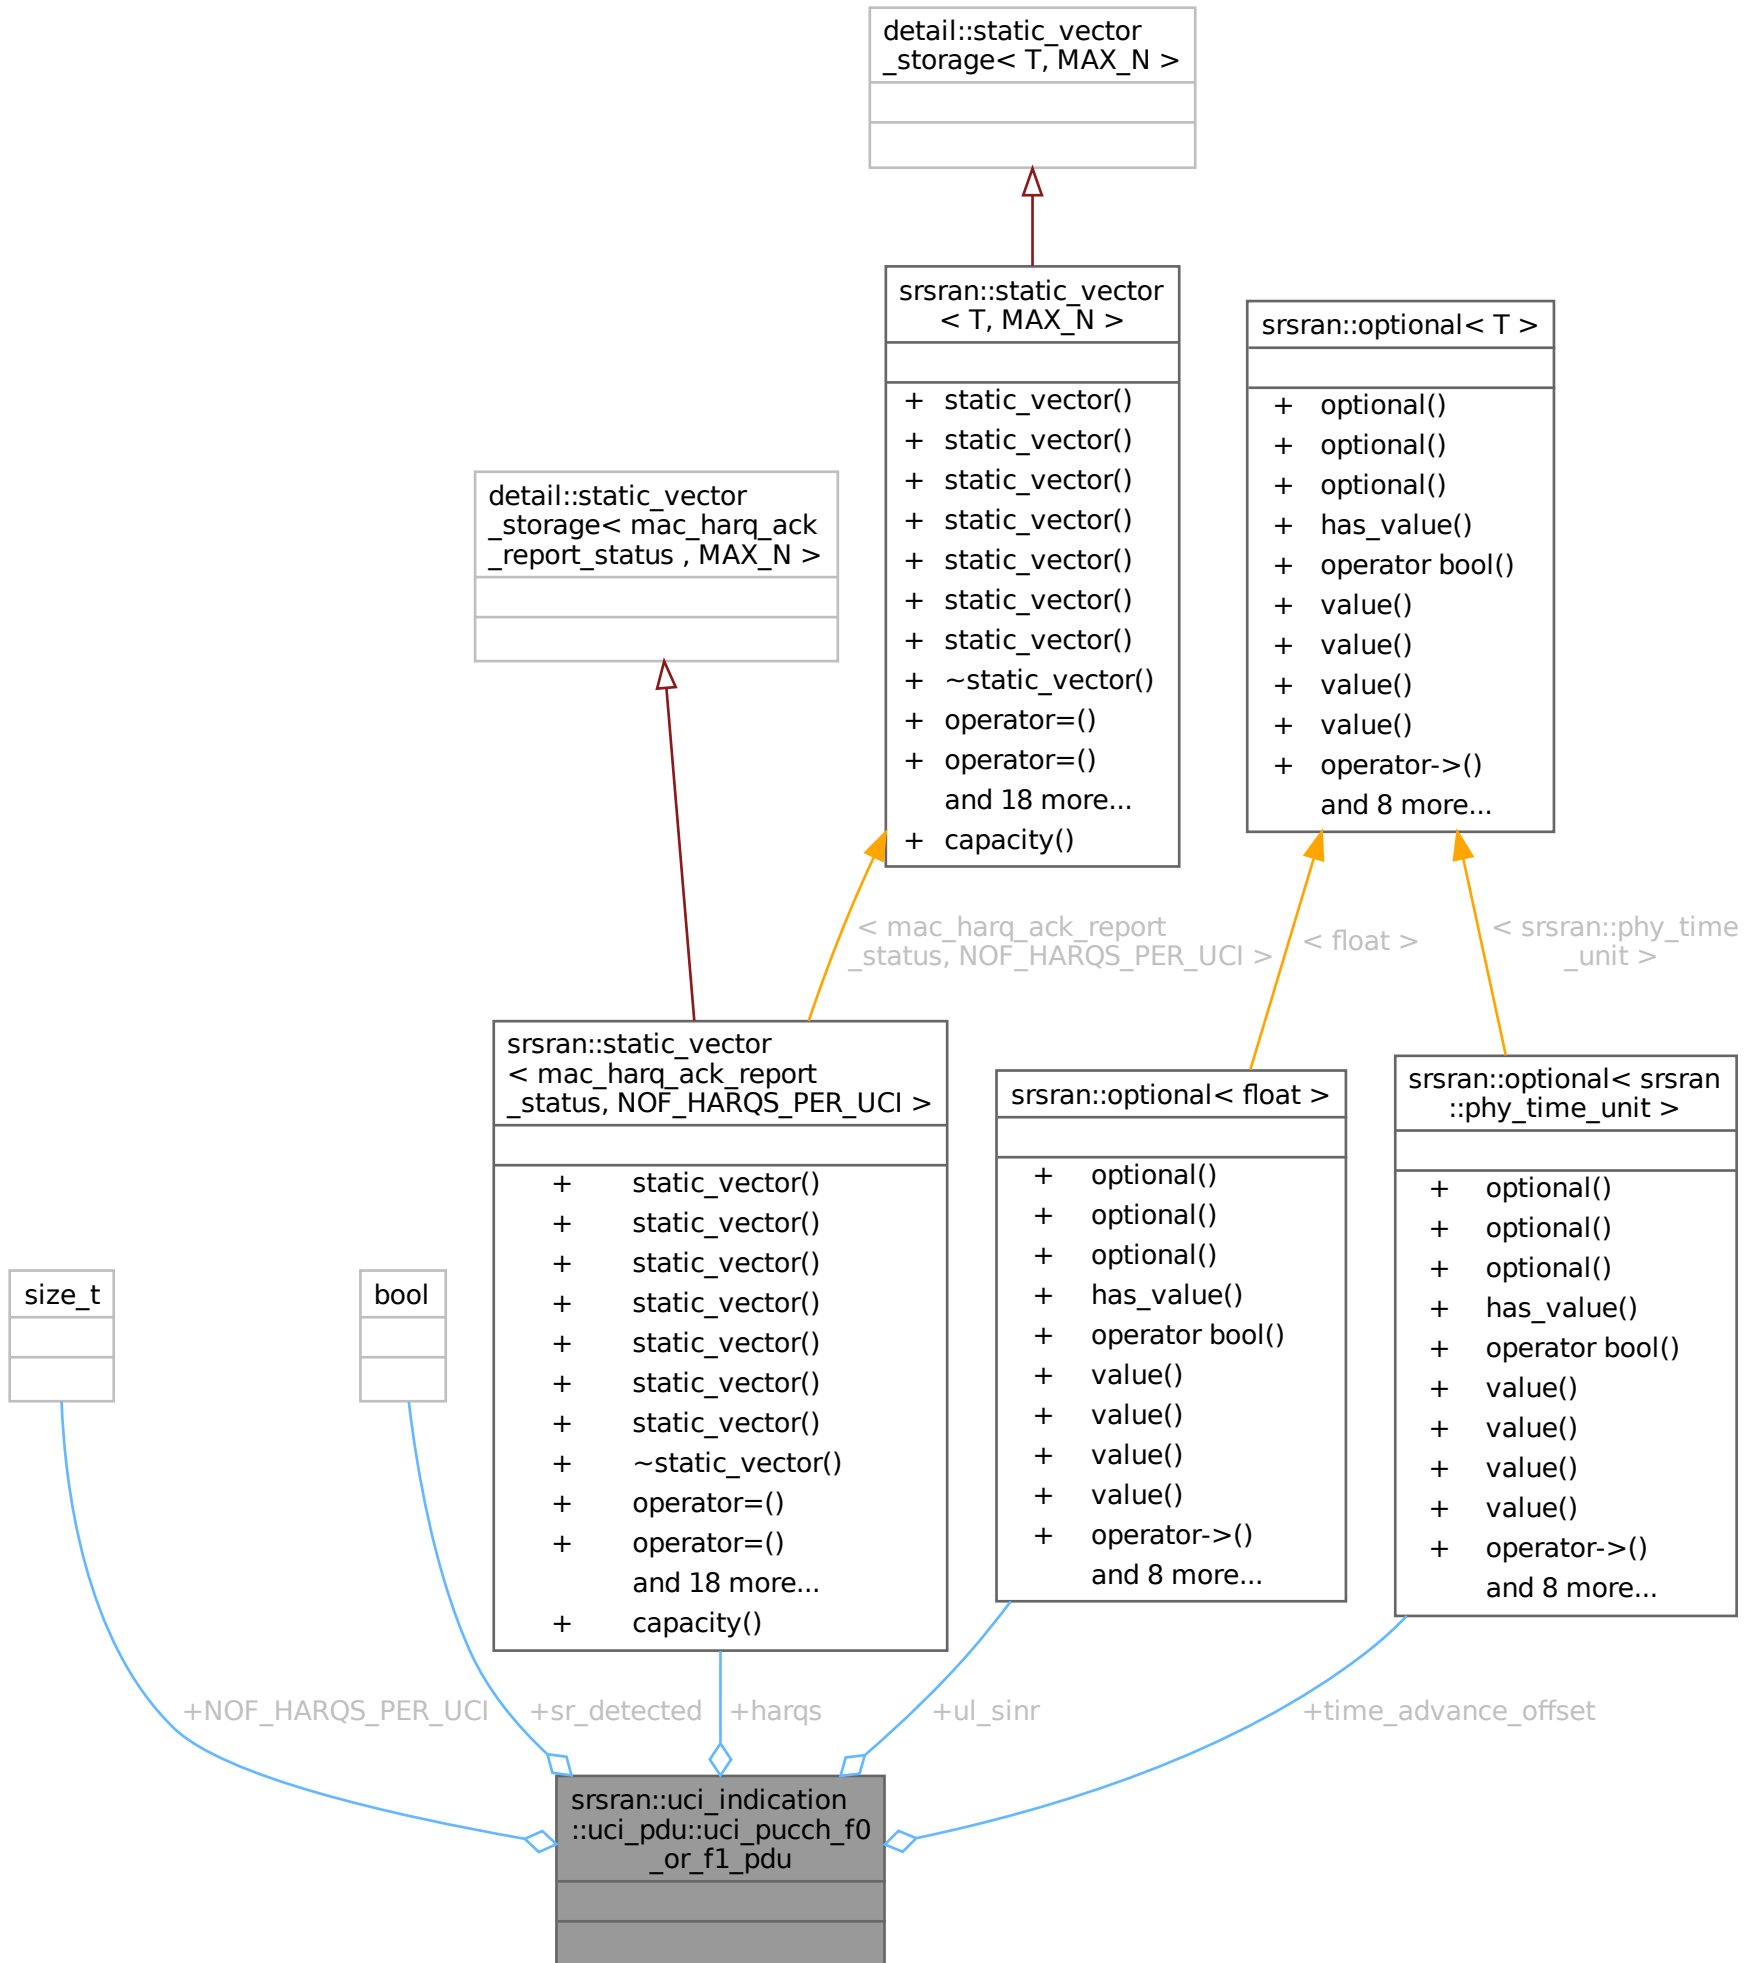 detail::static_vector
_storage< T, MAX_N >
srsran::static_vector
< T, MAX_N >
+ static_vector()
+ static_vector()
+ static_vector()
+ static_vector()
+ static_vector()
+ static_vector()
+ static_vector()
+ ~static_vector()
+ operator=()
+ operator=()
and 18 more...
+ capacity()
srsran::optional< T >
+ optional()
+ optional()
+ optional()
+ has_value()
+ operator bool()
+ value()
+ value()
+ value()
+ value()
+ operator->()
and 8 more...
detail::static_vector
_storage< mac_harq_ack
_report_status , MAX_N >
< mac_harq_ack_report
_status, NOF_HARQS_PER_UCI >
< float >
< srsran::phy_time
_unit >
srsran::static_vector
< mac_harq_ack_report
_status, NOF_HARQS_PER_UCI >
+ static_vector()
+ static_vector()
+ static_vector()
+ static_vector()
+ static_vector()
+ static_vector()
+ static_vector()
+ ~static_vector()
+ operator=()
+ operator=()
and 18 more...
+ capacity()
srsran::optional< float >
+ optional()
+ optional()
+ optional()
+ has_value()
+ operator bool()
+ value()
+ value()
+ value()
+ value()
+ operator->()
and 8 more...
srsran::optional< srsran
::phy_time_unit >
+ optional()
+ optional()
+ optional()
+ has_value()
+ operator bool()
+ value()
+ value()
+ value()
+ value()
+ operator->()
and 8 more...
size_t
bool
+NOF_HARQS_PER_UCI
+sr_detected
+harqs
+ul_sinr
+time_advance_offset
srsran::uci_indication
::uci_pdu::uci_pucch_f0
_or_f1_pdu